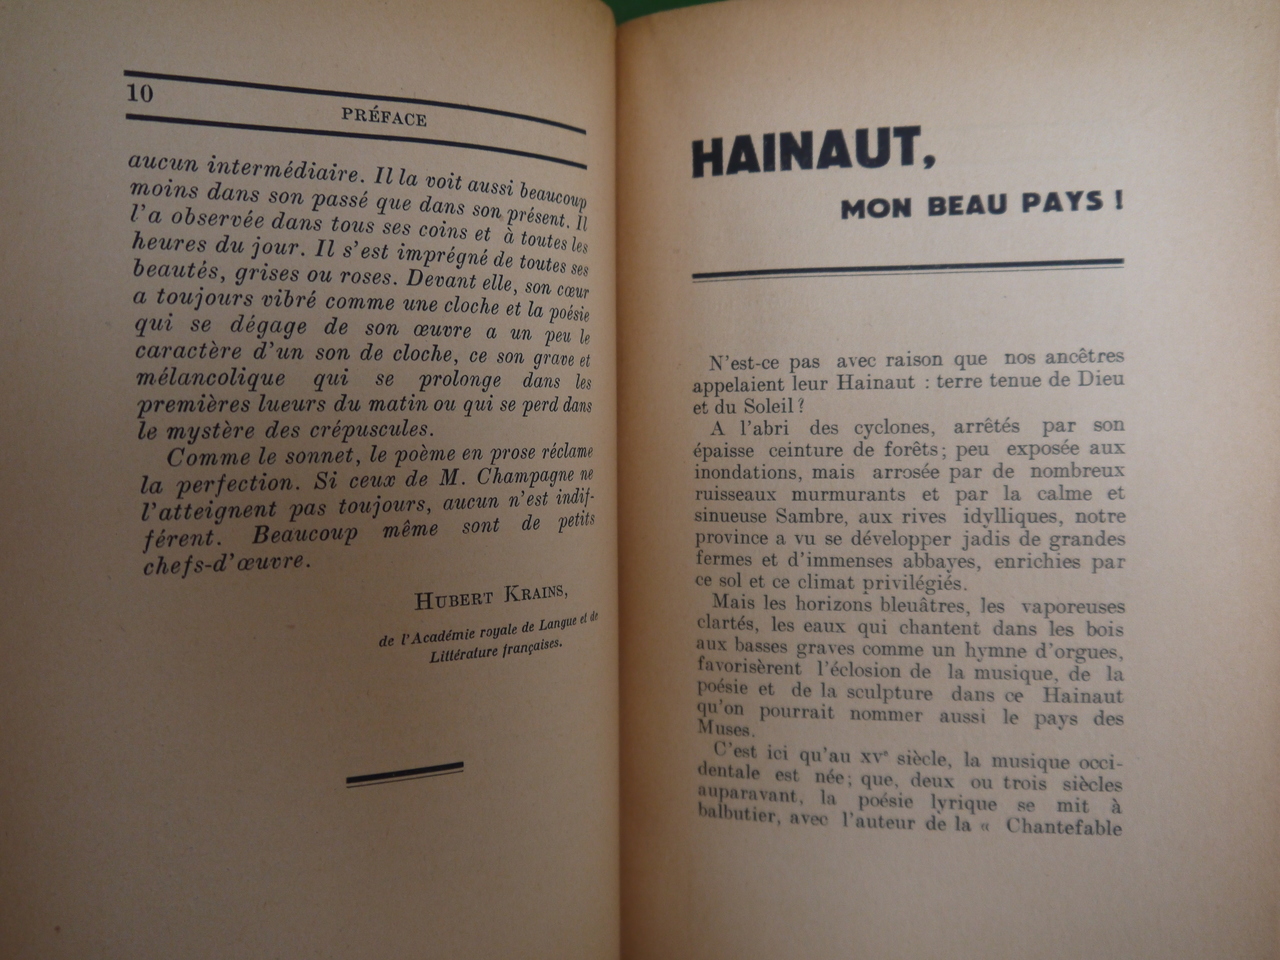 10
PRÉFACE
aucun intermédiaire. Il la voit aussi beaucoup
moins dans son passé que dans son présent. Il
l'a observée dans tous ses coins et à toutes les
heures du jour. Il s'est imprégné de toutes ses
beautés, grises ou roses. Devant elle, son cœur
a toujours vibré comme une cloche et la poésie
qui se dégage de son œuvre a un peu le
caractère d'un son de cloche, ce son grave et
mélancolique qui se prolonge dans les
premières lueurs du matin ou qui se perd dans
le mystère des crépuscules.
Comme le sonnet, le poème en prose réclame
la perfection. Si ceux de M. Champagne ne
l'atteignent pas toujours, aucun n'est indif-
férent. Beaucoup même sont de petits
chefs-d'œuvre.
HUBERT KRAINS,
de l'Académie royale de Langue et de
Littérature françaises.
HAINAUT,
MON BEAU PAYS !
N'est-ce pas avec raison que nos ancêtres
appelaient leur Hainaut : terre tenue de Dieu
et du Soleil ?
A l'abri des cyclones, arrêtés par son
épaisse ceinture de forêts ; peu exposée aux
inondations, mais arrosée par de nombreux
ruisseaux murmurants et par la calme et
sinueuse Sambre, aux rives idylliques, notre
province a vu se développer jadis de grandes
fermes et d'immenses abbayes, enrichies par
ce sol et ce climat privilégiés.
Mais les horizons bleuâtres, les vaporeuses
clartés, les eaux qui chantent dans les bois
aux basses graves comme un hymne d'orgues,
favorisèrent l'éclosion de la musique, de la
poésie et de la sculpture dans ce Hainaut
qu'on pourrait nommer aussi le pays des
Muses.
C'est ici qu'au XVe siècle, la musique occi-
dentale est née ; que, deux ou trois siècles
auparavant, la poésie lyrique se mit à
balbutier, avec l'auteur de la « Chantefable